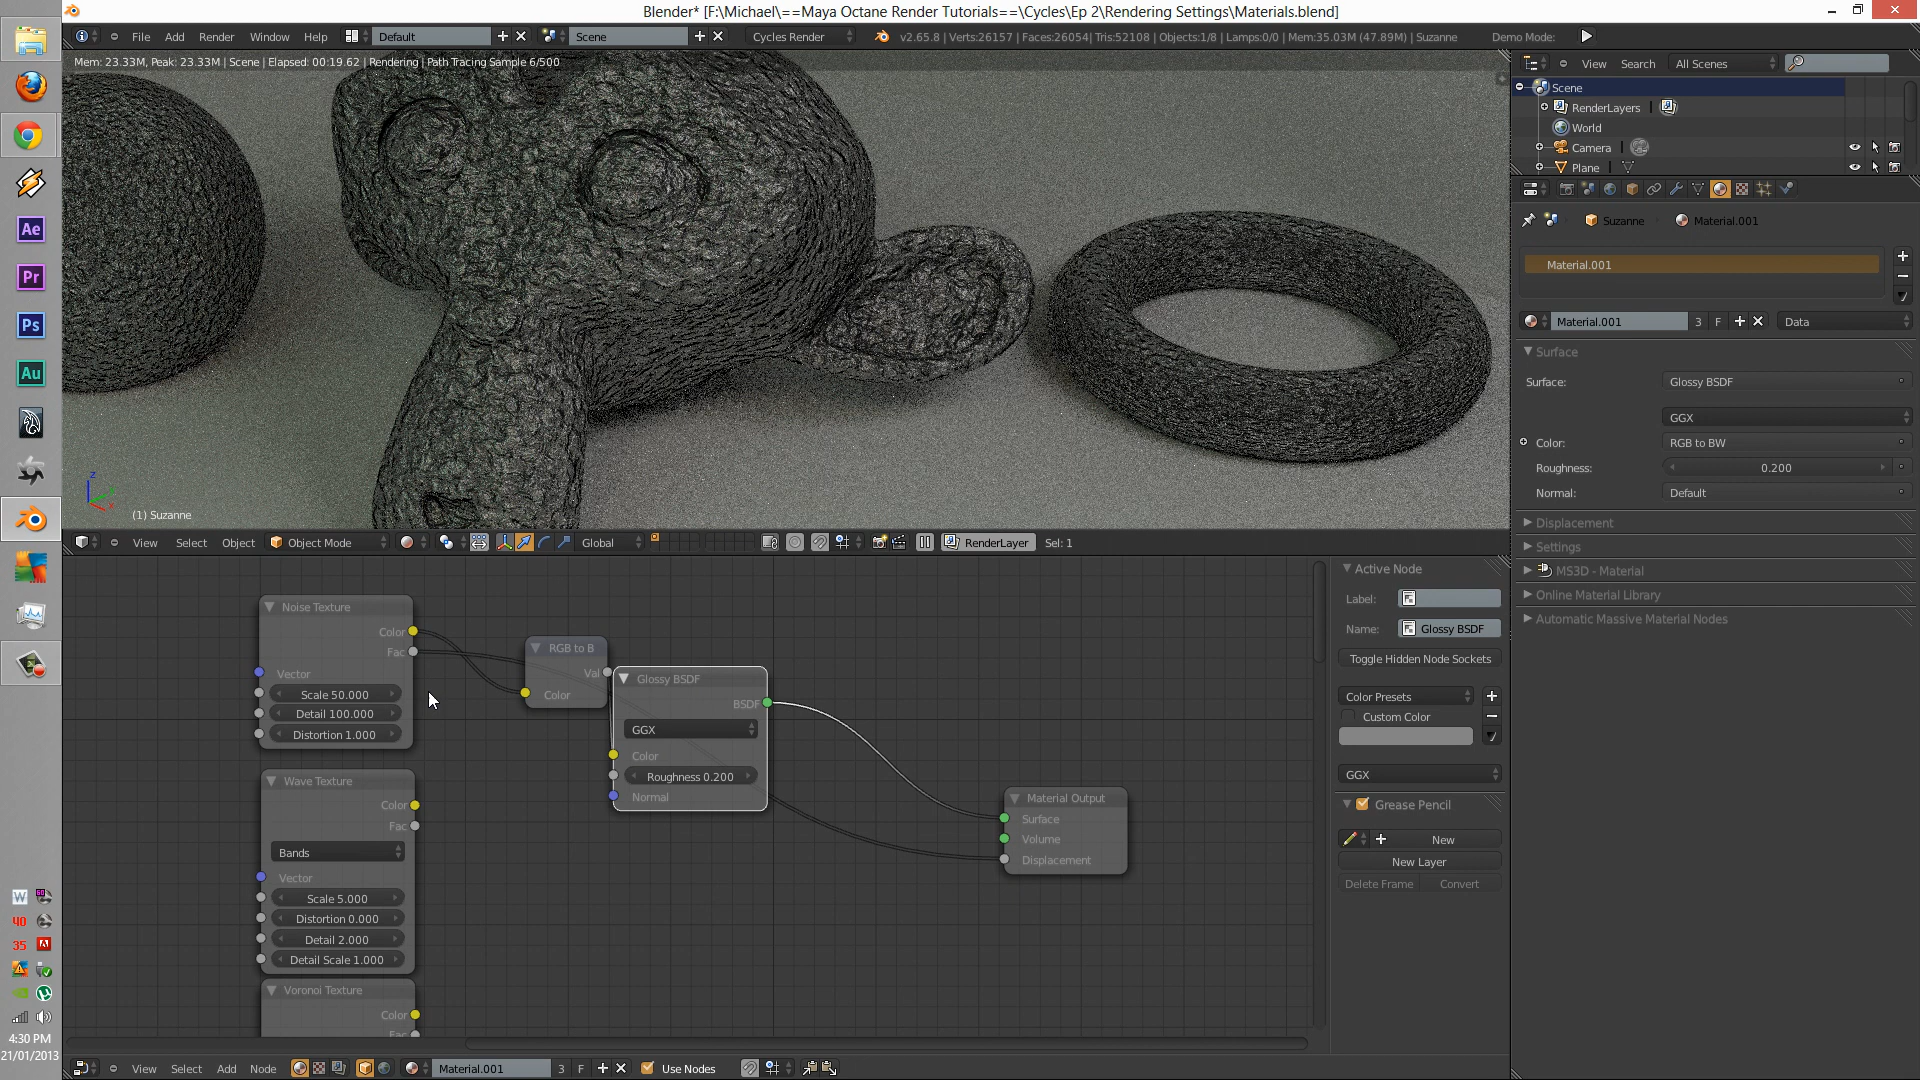 Blender* [F:\Michael\==Maya Octane Render Tutorials==\Cycles\Ep 2\Rendering Settings\Materials.blend]
File Add Render Window Help Default Scene Cycles Render v2.65.8 | Verts:26157 | Faces:26054| Tris:52108 | Objects:1/8 | Lamps:0/0 | Mem:35.03M (47.89M) | Suzanne Demo Mode:
Mem: 23.33M, Peak: 23.33M | Scene | Elapsed: 00:19.62 | Rendering | Path Tracing Sample 6/500
View Search All Scenes
Scene
RenderLayers |
World
Camera |
Plane |
Suzanne Material.001
Material.001
Material.001 3 F Data
Surface
Surface: Glossy BSDF
GGX
Color: RGB to BW
Roughness: 0.200
Normal: Default
Displacement
Settings
MS3D - Material
Online Material Library
Automatic Massive Material Nodes
Ae
Pr
Ps
Au
z
(1) Suzanne
View Select Object Object Mode Global RenderLayer Sel: 1
Noise Texture
Color
Fac
Vector
Scale 50.000
Detail 100.000
Distortion 1.000
RGB to B
Val
Color
Glossy BSDF
BSDF
GGX
Color
Roughness 0.200
Normal
Material Output
Surface
Volume
Displacement
Wave Texture
Color
Fac
Bands
Vector
Scale 5.000
Distortion 0.000
Detail 2.000
Detail Scale 1.000
Voronoi Texture
Color
Fac
Active Node
Label:
Name: Glossy BSDF
Toggle Hidden Node Sockets
Color Presets
Custom Color
GGX
Grease Pencil
New
New Layer
Delete Frame Convert
W
40
35
4:30 PM
21/01/2013
View Select Add Node Material.001 3 F Use Nodes